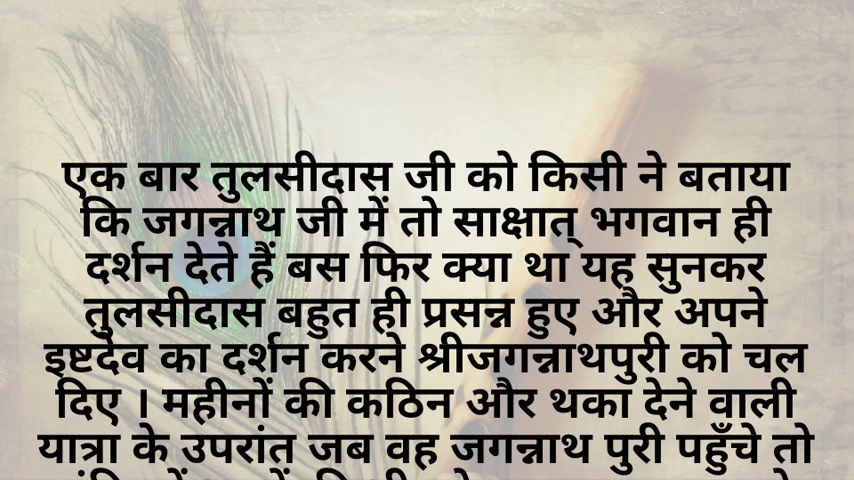 एक बार तुलसीदास जी को किसी ने बताया
कि जगन्नाथ जी में तो साक्षात् भगवान ही
दर्शन देते हैं बस फिर क्या था यह सुनकर
तुलसीदास बहुत ही प्रसन्न हुए और अपने
इष्टदेव का दर्शन करने श्रीजगन्नाथपुरी को चल
दिए । महीनों की कठिन और थका देने वाली
यात्रा के उपरांत जब वह जगन्नाथ पुरी पहुँचे तो